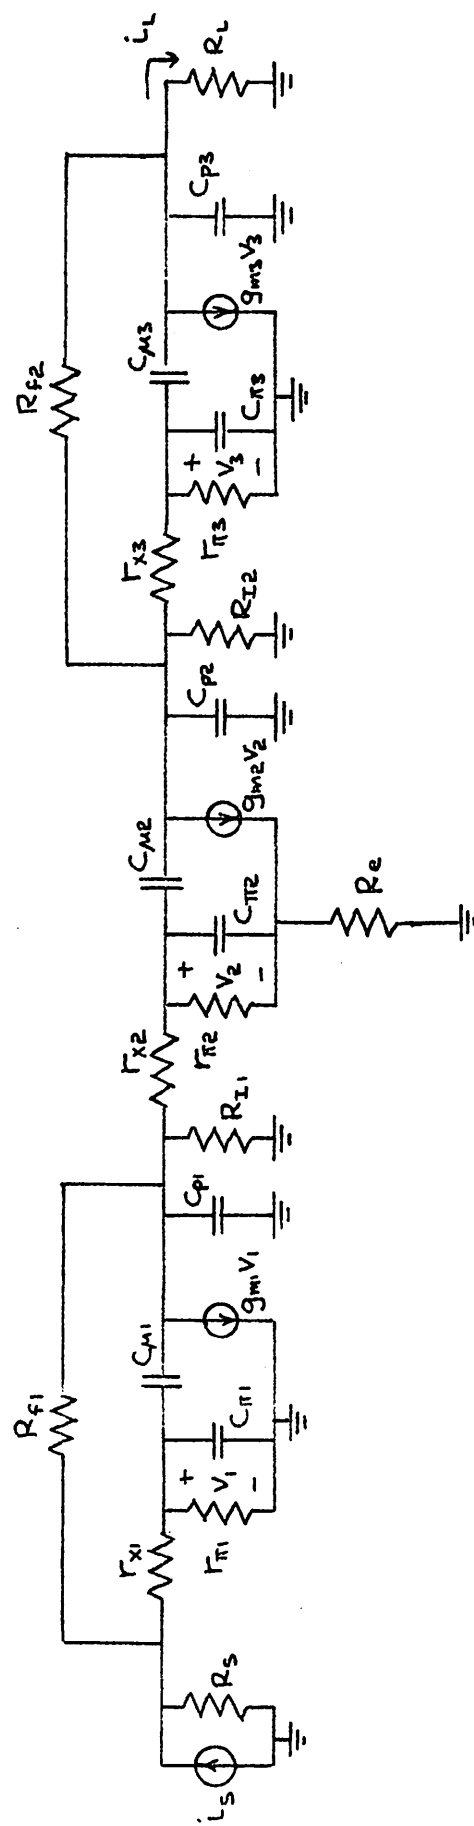 i_s
R_s
R_f1
r_x1
r_π1
+
V_1
−
C_π1
C_μ1
g_m1 V_1
C_p1
R_I1
r_x2
r_π2
+
V_2
−
C_π2
C_μ2
g_m2 V_2
R_e
C_p2
R_I2
R_f2
r_x3
r_π3
+
V_3
−
C_π3
C_μ3
g_m3 V_3
C_p3
i_L
R_L